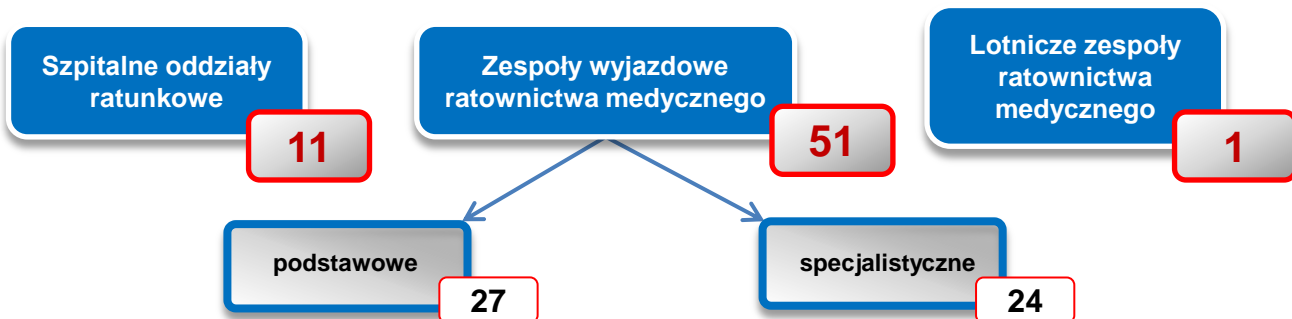 Szpitalne oddziały
ratunkowe
11
Zespoły wyjazdowe
ratownictwa medycznego
51
Lotnicze zespoły
ratownictwa
medycznego
1
podstawowe
27
specjalistyczne
24